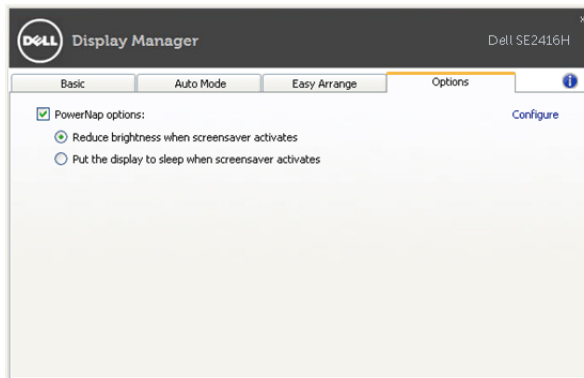 DELL Display Manager Dell SE2416H
Basic Auto Mode Easy Arrange Options
PowerNap options: Configure
Reduce brightness when screensaver activates
Put the display to sleep when screensaver activates